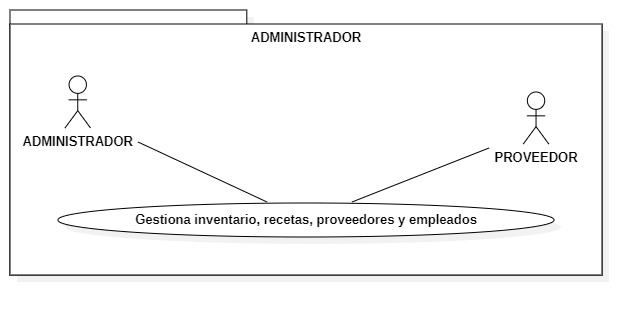 ADMINISTRADOR
ADMINISTRADOR
PROVEEDOR
Gestiona inventario, recetas, proveedores y empleados